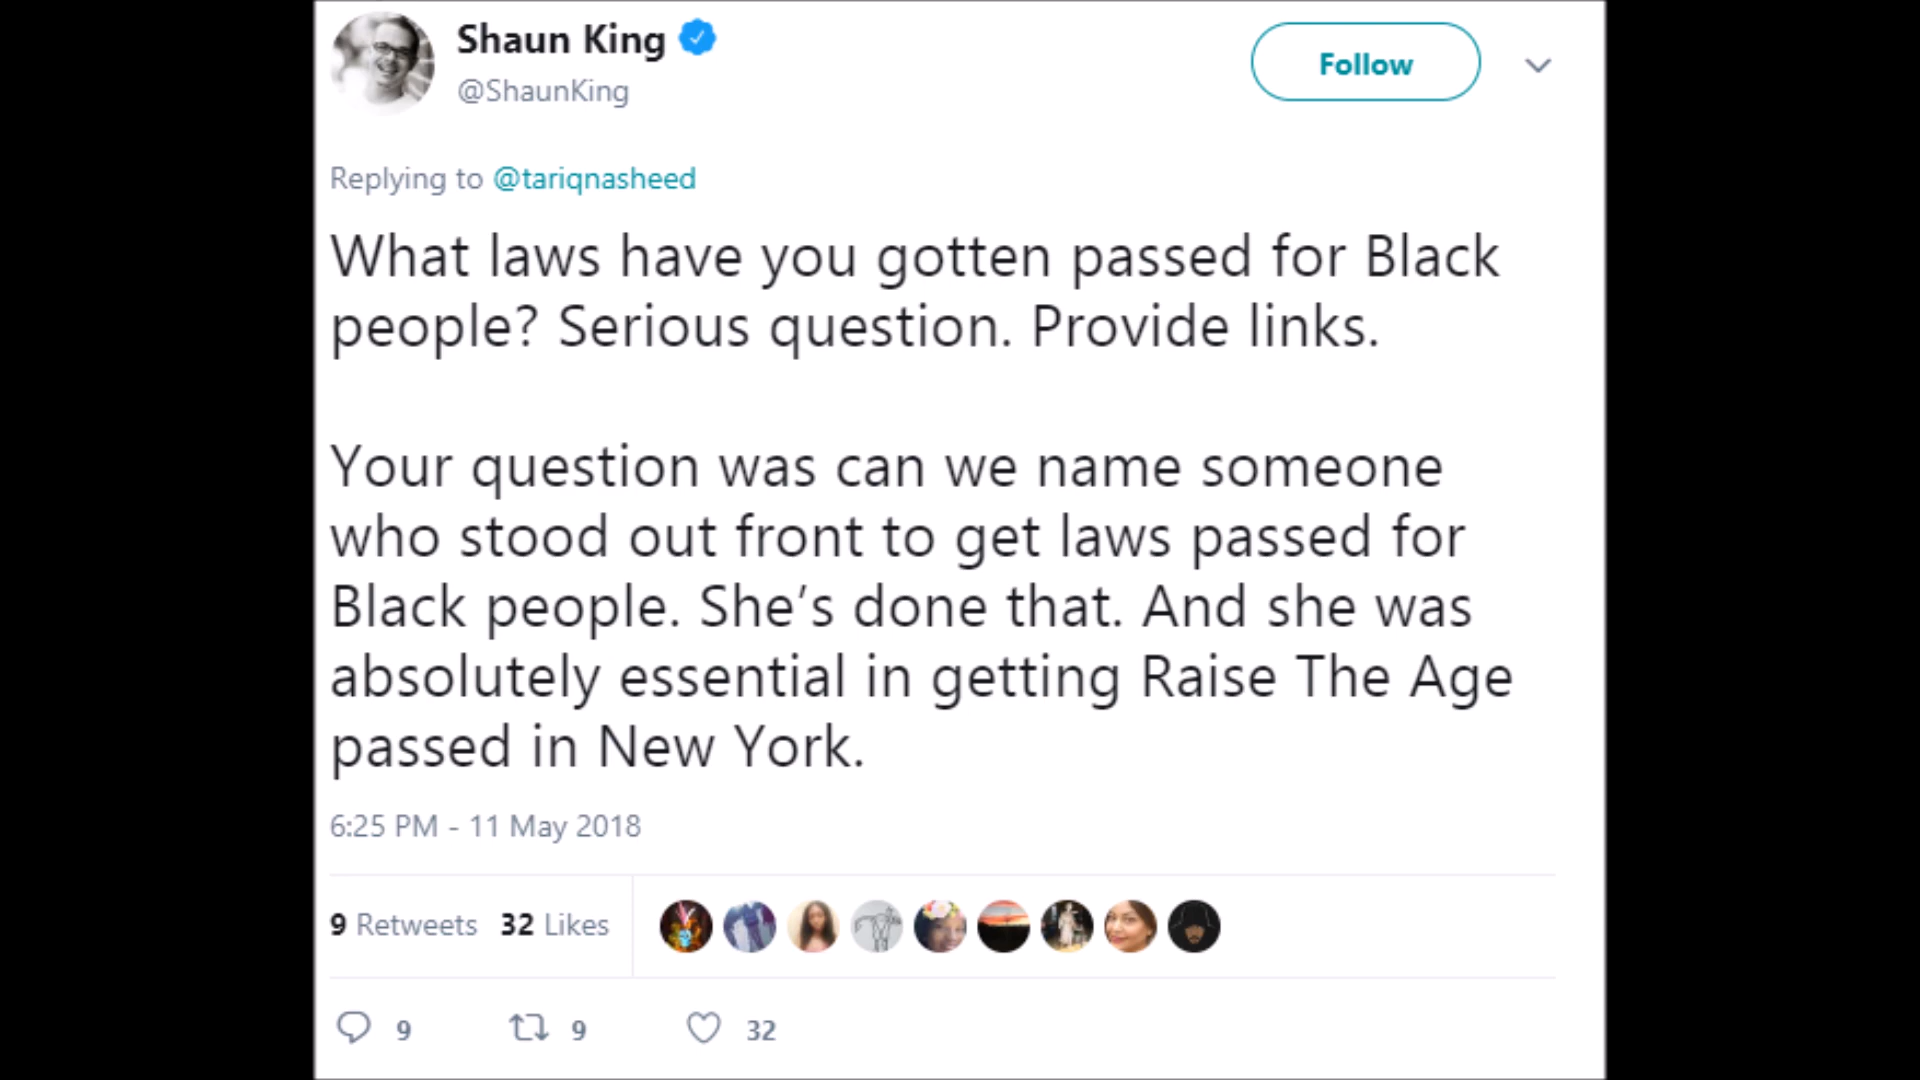 Shaun King
@ShaunKing
Follow
Replying to @tariqnasheed
What laws have you gotten passed for Black
people? Serious question. Provide links.
Your question was can we name someone
who stood out front to get laws passed for
Black people. She’s done that. And she was
absolutely essential in getting Raise The Age
passed in New York.
6:25 PM - 11 May 2018
9 Retweets 32 Likes
9 9 32